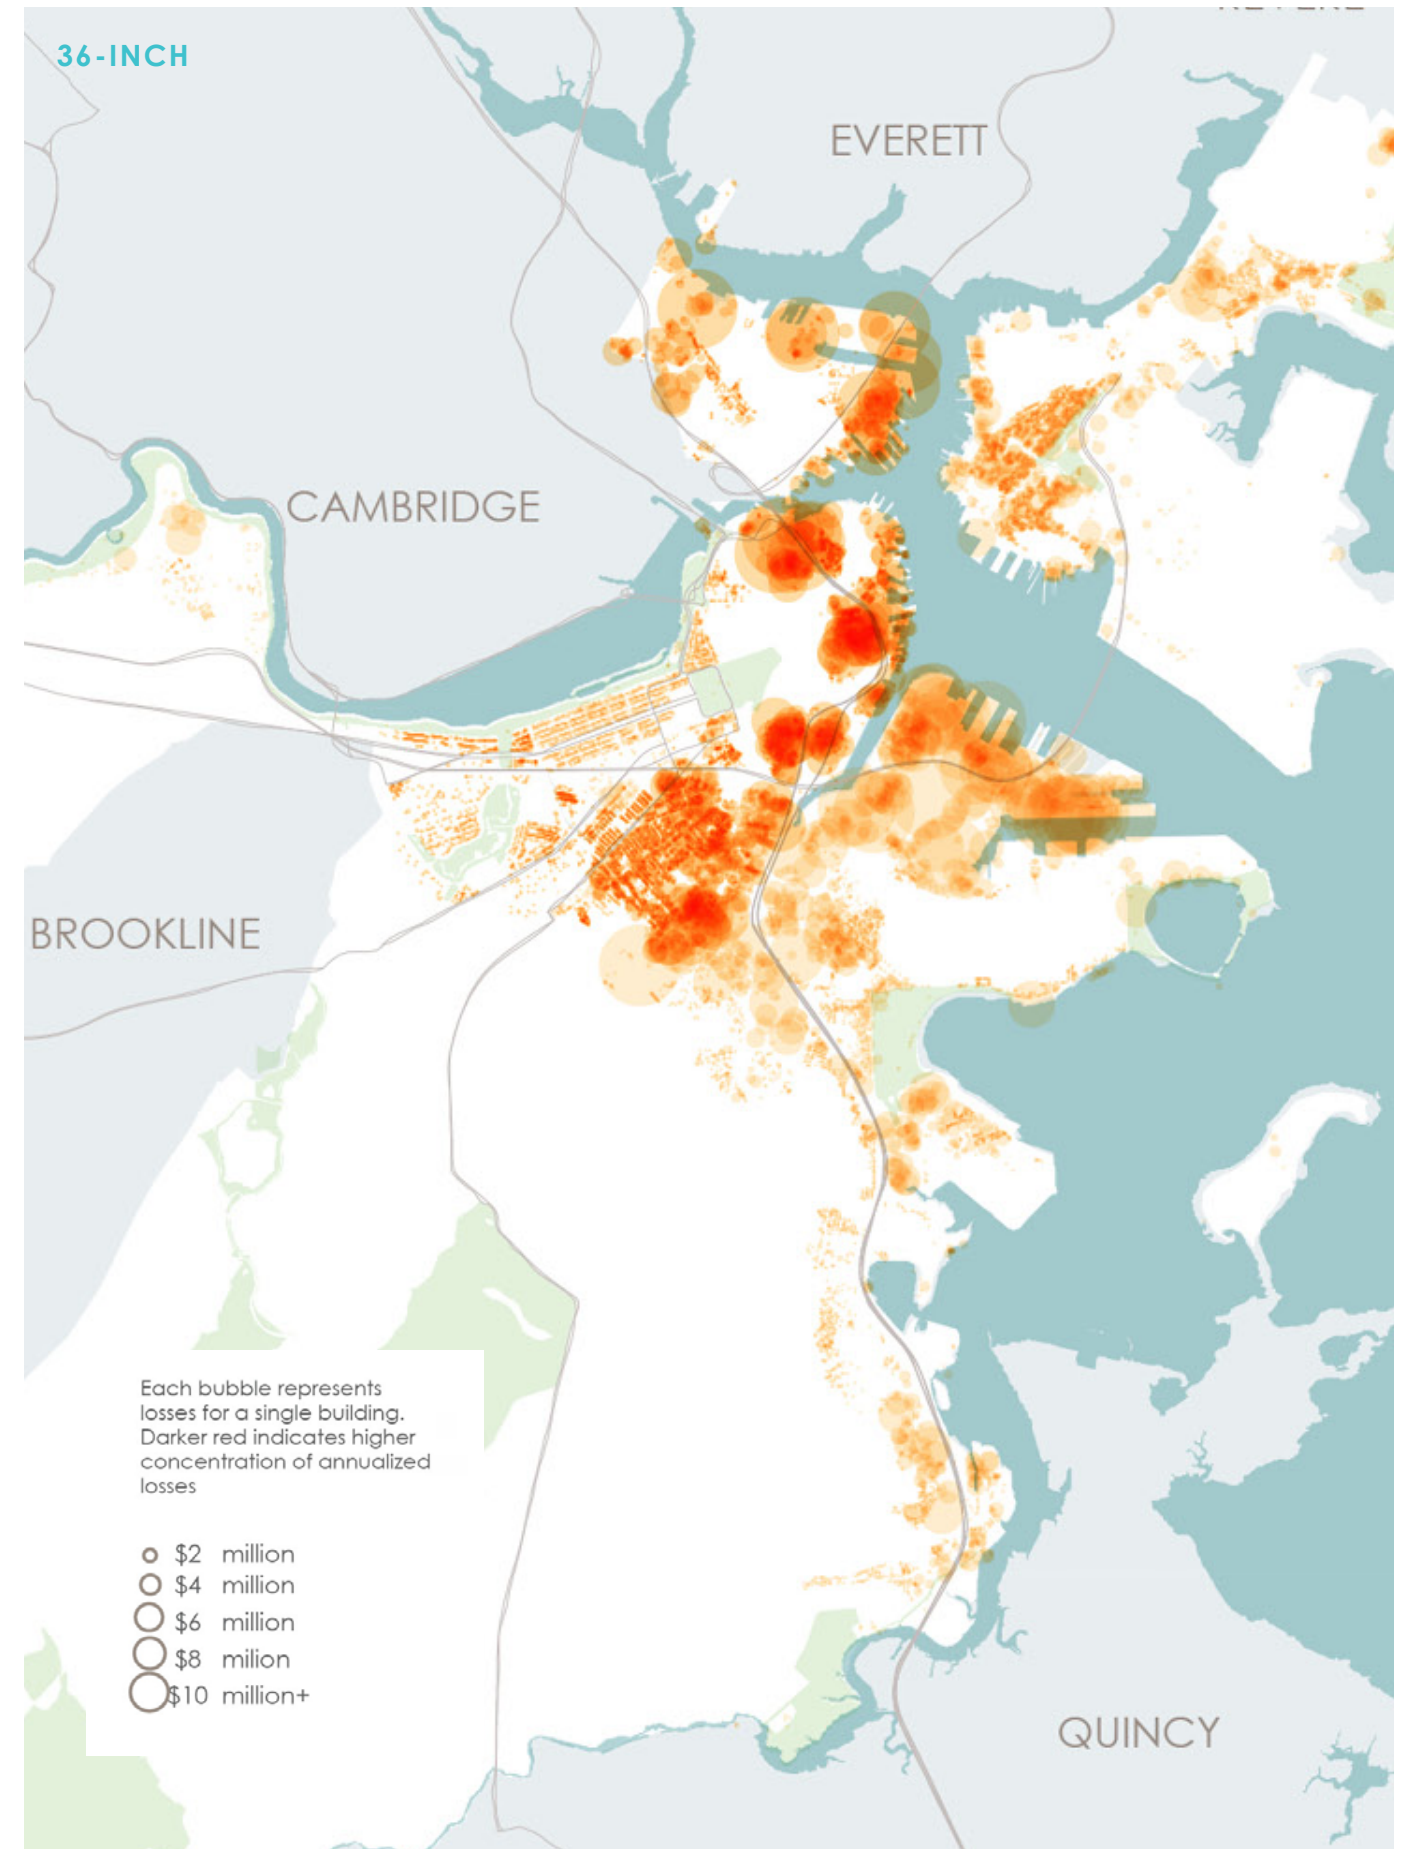 36-INCH
EVERETT
CAMBRIDGE
BROOKLINE
Each bubble represents
losses for a single building.
Darker red indicates higher
concentration of annualized
losses
$2 million
$4 million
$6 million
$8 milion
$10 million+
QUINCY